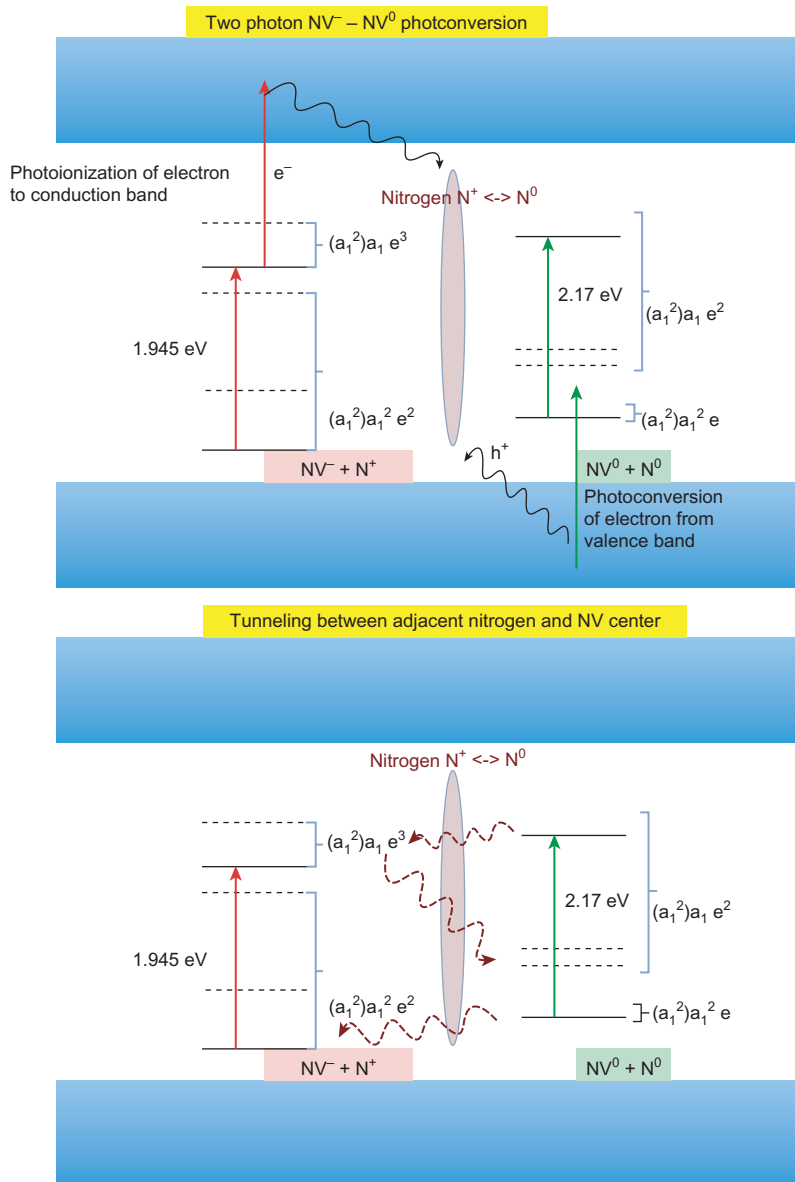 Two photon NV⁻ – NV⁰ photconversion
Photoionization of electron
to conduction band
e⁻
Nitrogen N⁺ <-> N⁰
(a₁²)a₁ e³
2.17 eV
(a₁²)a₁ e²
1.945 eV
(a₁²)a₁² e²
(a₁²)a₁² e
h⁺
NV⁻ + N⁺
NV⁰ + N⁰
Photoconversion
of electron from
valence band
Tunneling between adjacent nitrogen and NV center
Nitrogen N⁺ <-> N⁰
(a₁²)a₁ e³
2.17 eV
(a₁²)a₁ e²
1.945 eV
(a₁²)a₁² e²
(a₁²)a₁² e
NV⁻ + N⁺
NV⁰ + N⁰